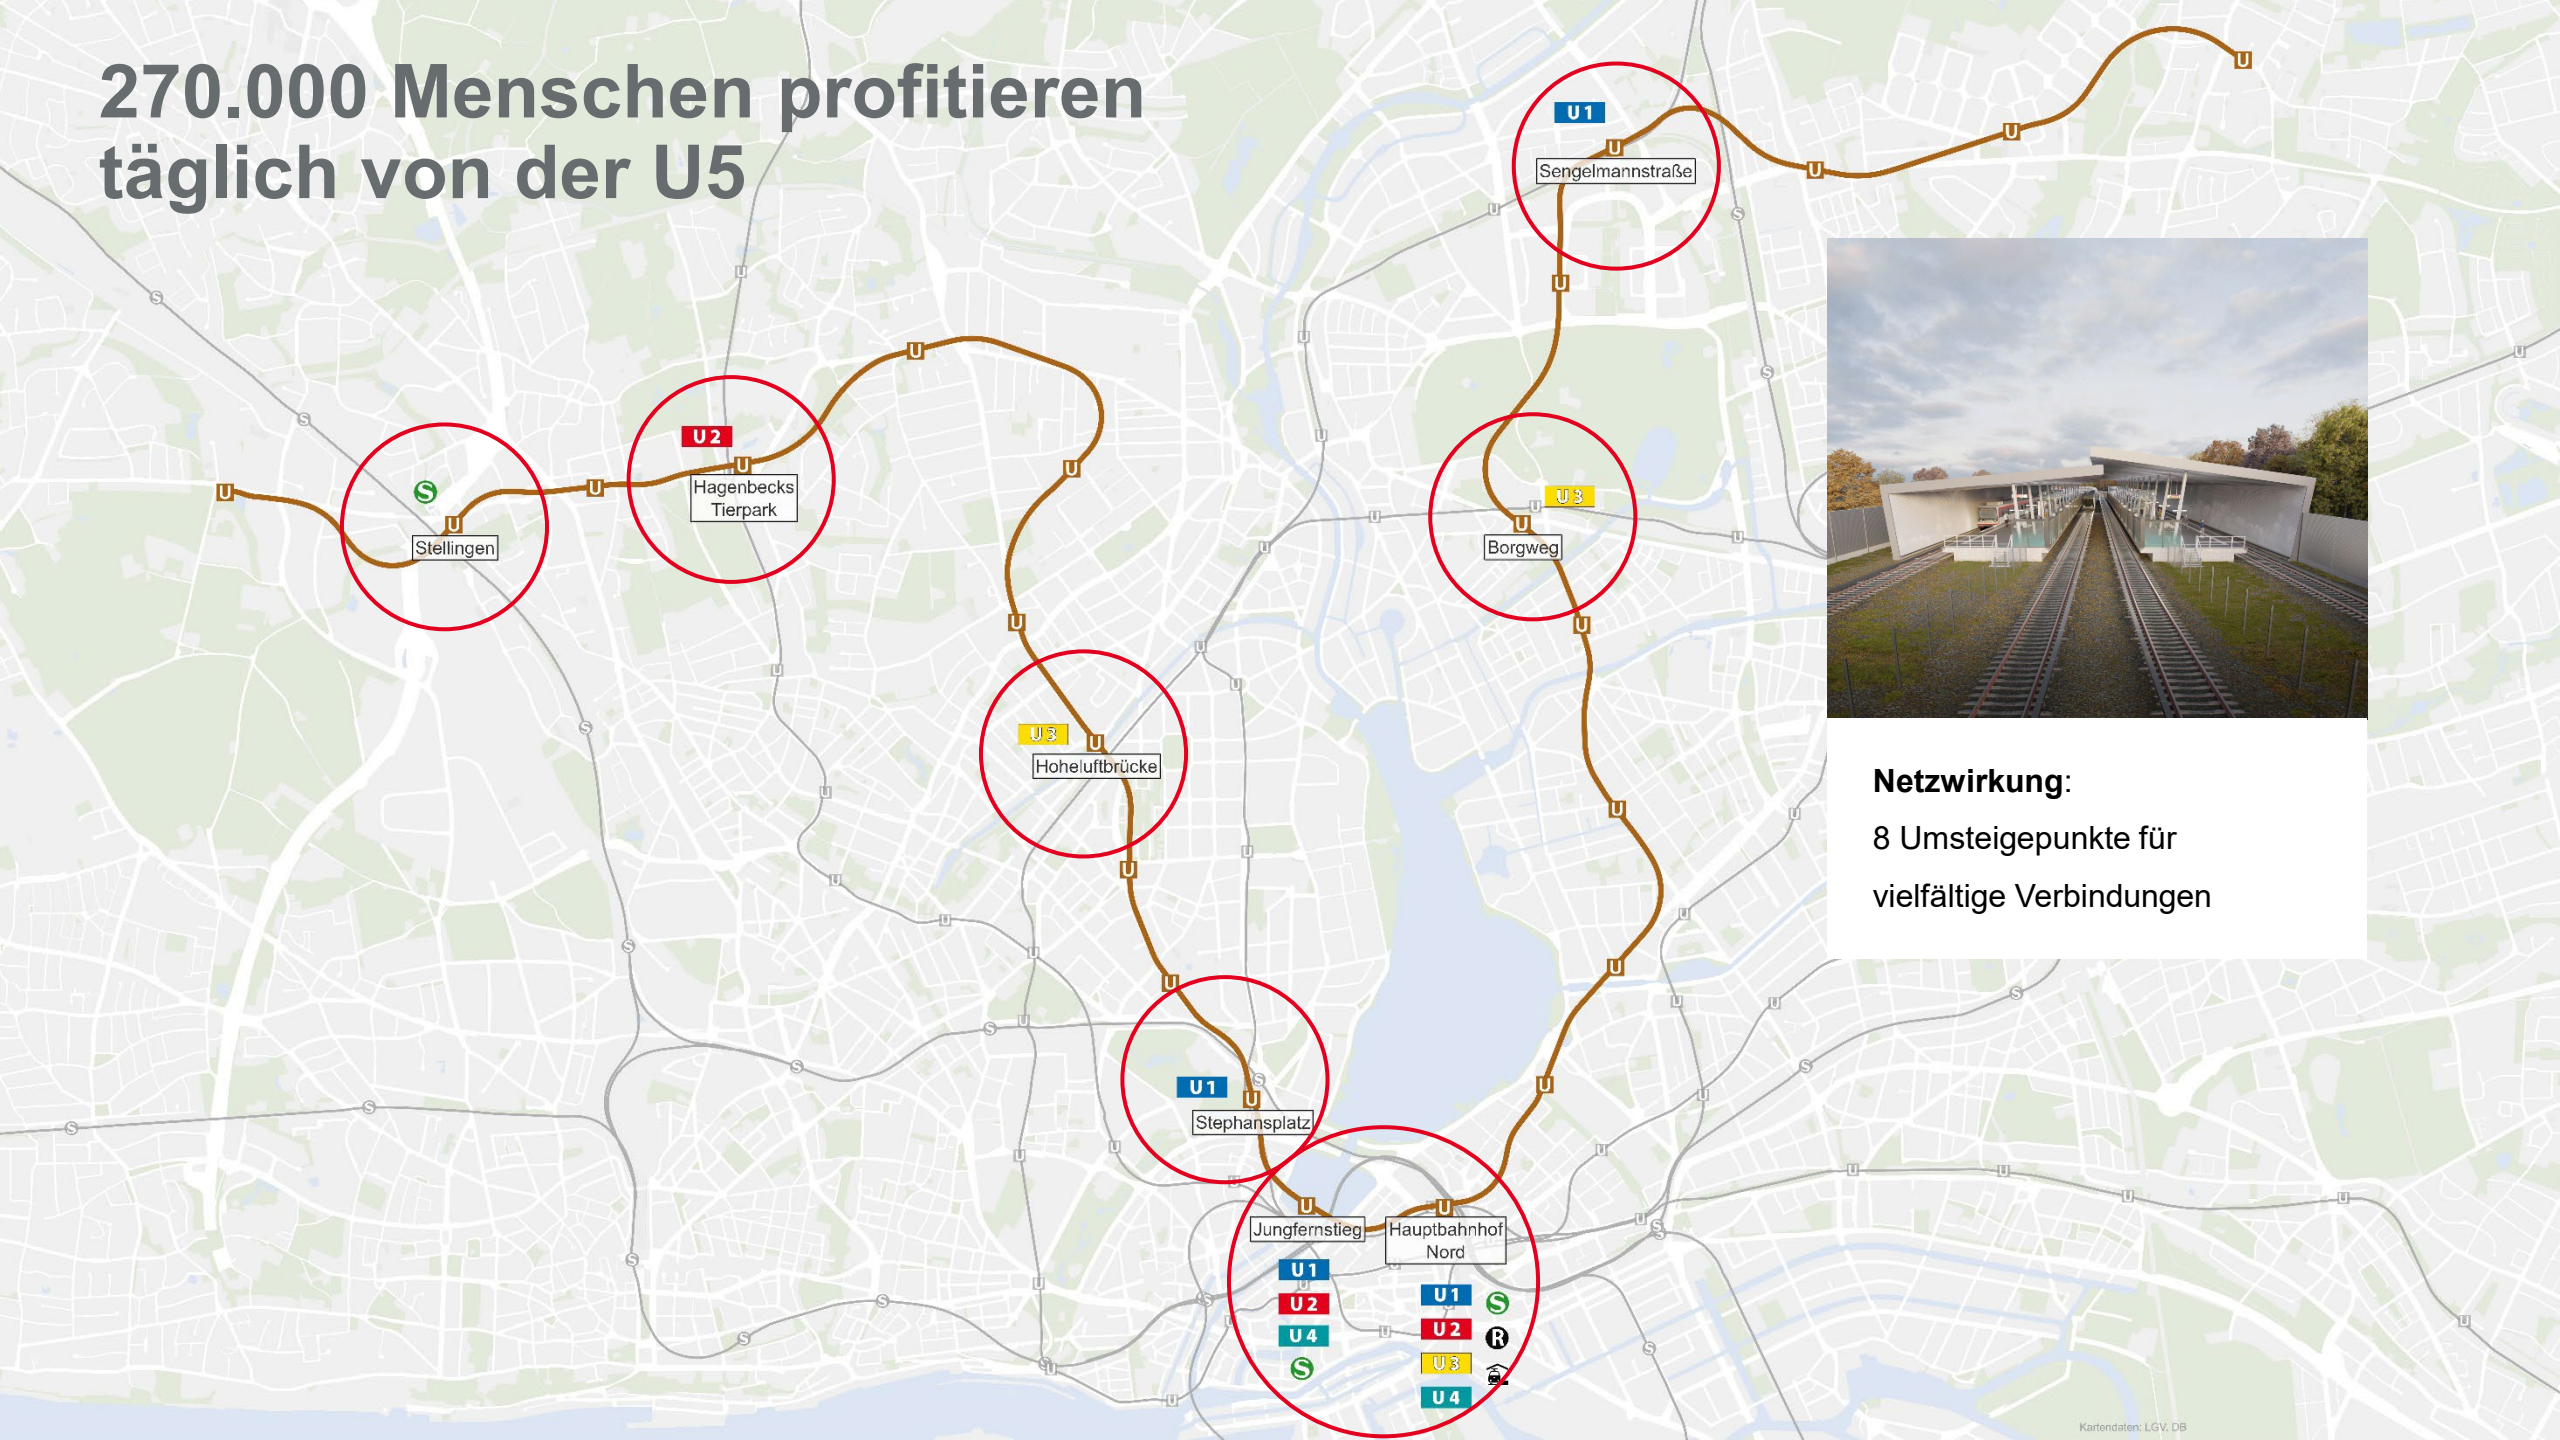 270.000 Menschen profitieren
täglich von der U5
U1
Sengelmannstraße
U2
Hagenbecks
Tierpark
S
Stellingen
U3
Borgweg
U3
Hoheluftbrücke
U1
Stephansplatz
Jungfernstieg
U1
U2
U4
S
Hauptbahnhof
Nord
U1
S
U2
R
U3
U4
Netzwirkung:
8 Umsteigepunkte für
vielfältige Verbindungen
Kartendaten: LGV, DB